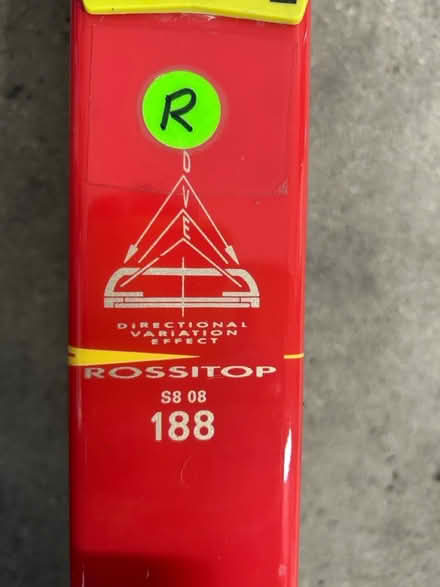 R
D
V
E
DiRECTIONAL
VARiATiON
EFFECT
ROSSITOP
S8 08
188